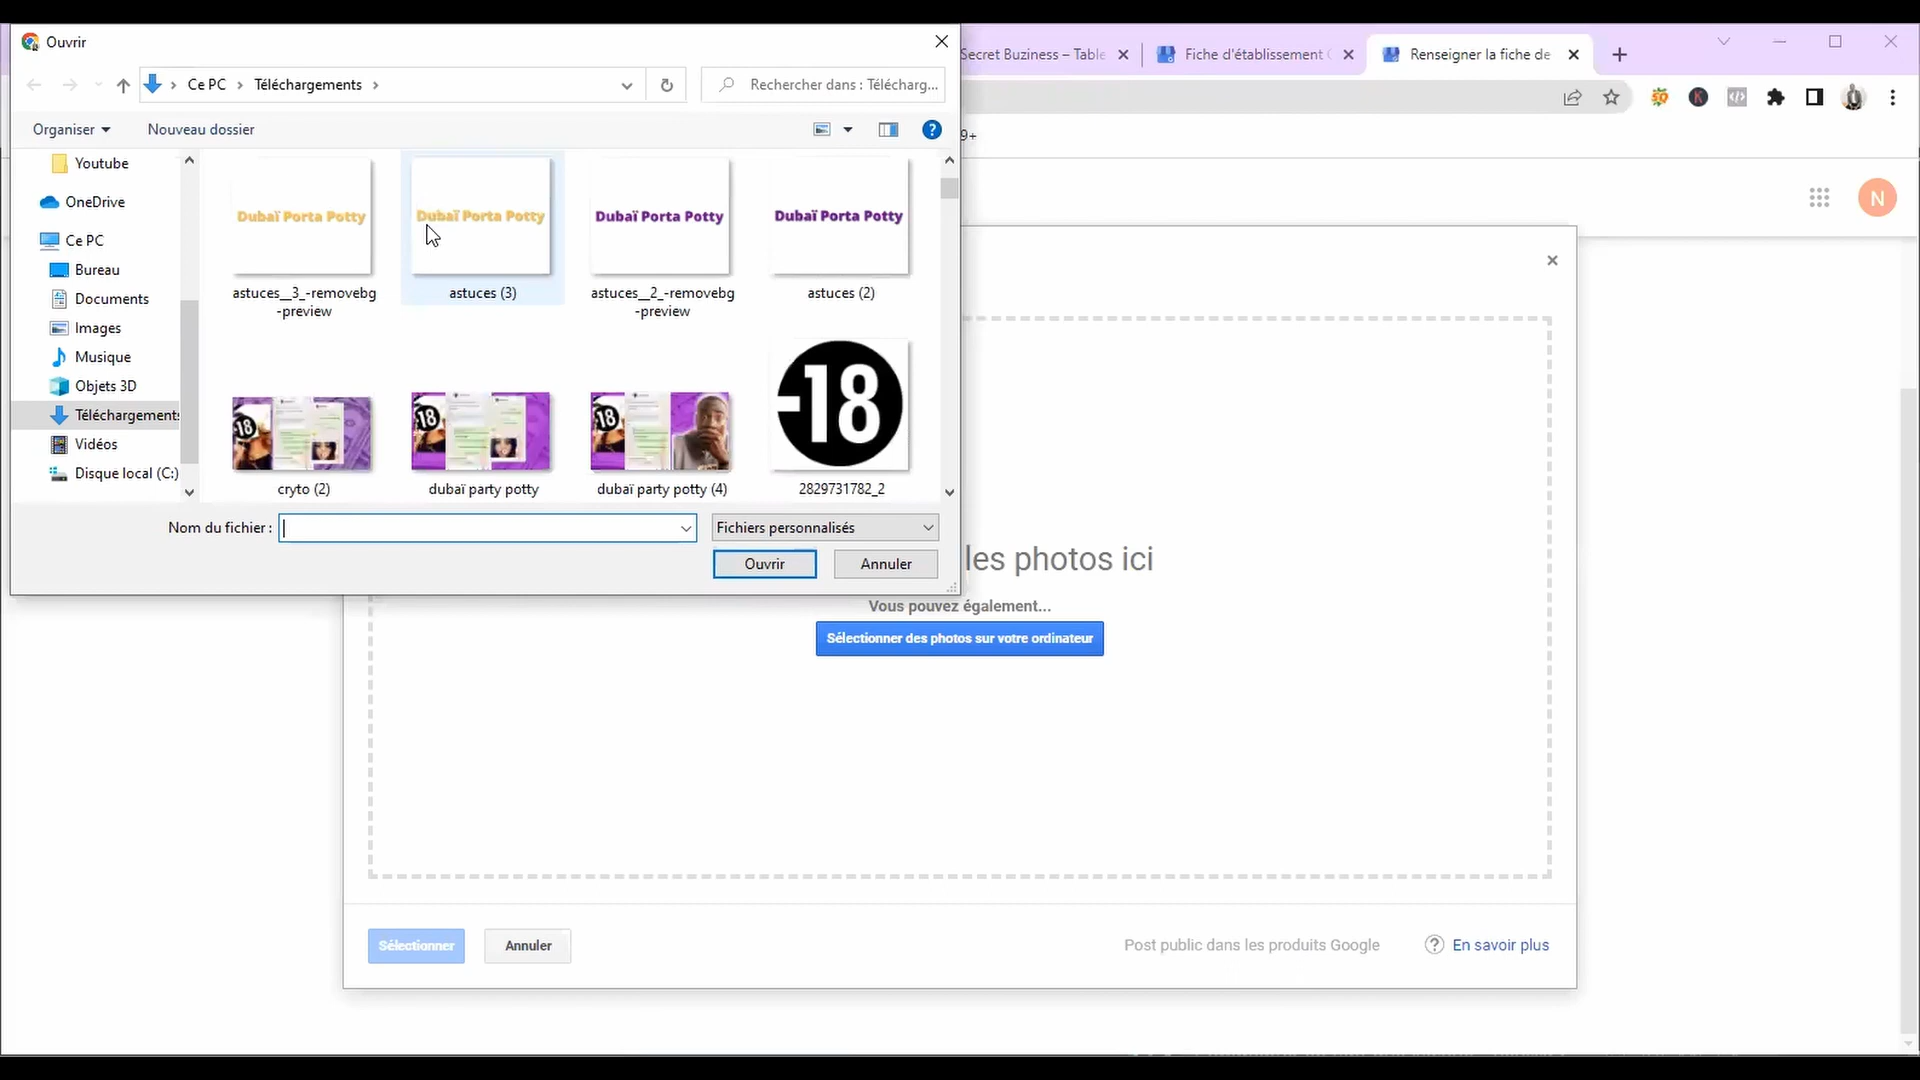 Ouvrir
Secret Buziness – Table
Fiche d'établissement
Renseigner la fiche de
Ce PC
Téléchargements
Rechercher dans : Télécharg...
Organiser
Nouveau dossier
9+
Youtube
OneDrive
Ce PC
Bureau
Documents
Images
Musique
Objets 3D
Téléchargements
Vidéos
Disque local (C:)
Dubaï Porta Potty
Dubaï Porta Potty
Dubaï Porta Potty
Dubaï Porta Potty
astuces__3_-removebg
-preview
astuces (3)
astuces__2_-removebg
-preview
astuces (2)
-18
-18
-18
-18
cryto (2)
dubaï party potty
dubaï party potty (4)
2829731782_2
Nom du fichier :
Fichiers personnalisés
Ouvrir
Annuler
N
les photos ici
Vous pouvez également...
Sélectionner des photos sur votre ordinateur
Sélectionner
Annuler
Post public dans les produits Google
? En savoir plus